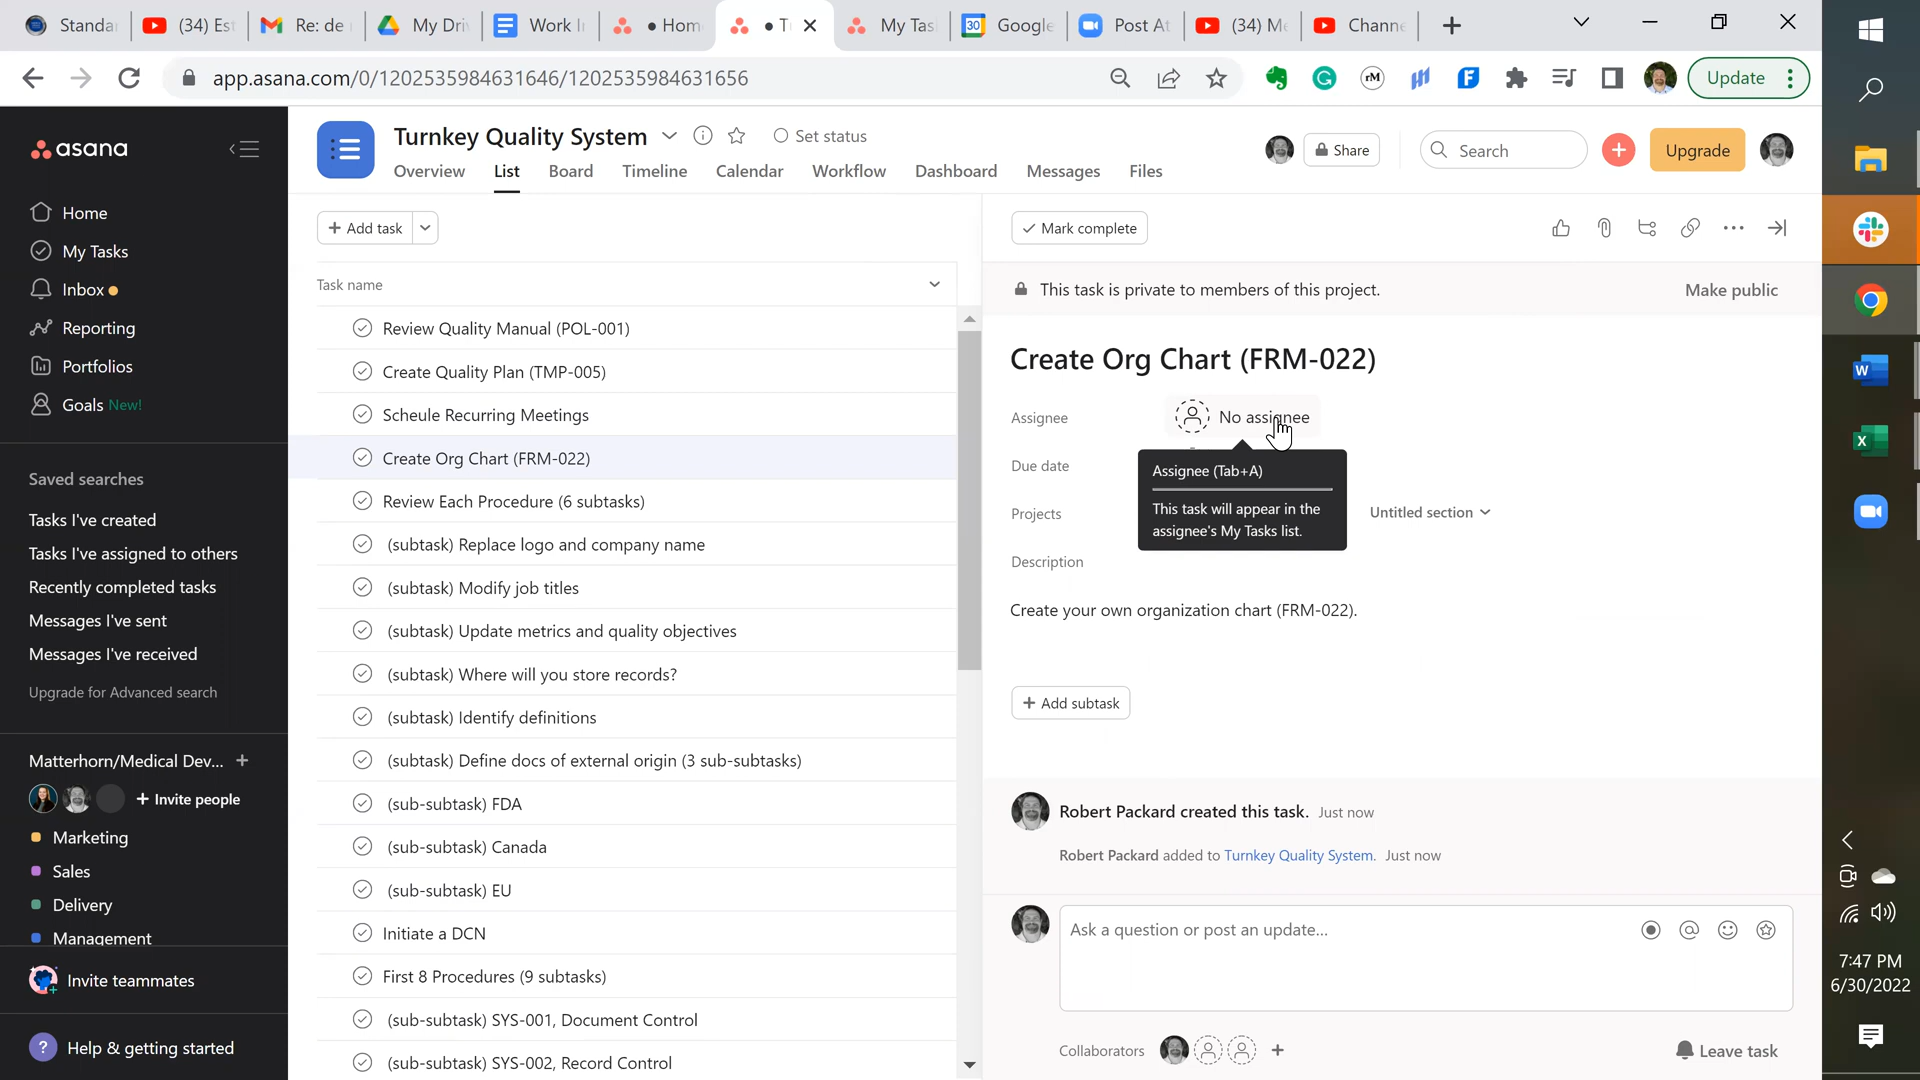 Standar
(34) Est
Re: de
My Driv
Work In
• Home
• T
My Tas
30
Google
Post At
(34) Me
Channe
app.asana.com/0/1202535984631646/1202535984631656
rM
Update
asana
Home
My Tasks
Inbox
Reporting
Portfolios
Goals New!
Saved searches
Tasks I've created
Tasks I've assigned to others
Recently completed tasks
Messages I've sent
Messages I've received
Upgrade for Advanced search
Matterhorn/Medical Dev... +
+ Invite people
Marketing
Sales
Delivery
Management
Invite teammates
? Help & getting started
Turnkey Quality System
Set status
Overview List Board Timeline Calendar Workflow Dashboard Messages Files
Share
Search
Upgrade
+ Add task
Task name
Review Quality Manual (POL-001)
Create Quality Plan (TMP-005)
Scheule Recurring Meetings
Create Org Chart (FRM-022)
Review Each Procedure (6 subtasks)
(subtask) Replace logo and company name
(subtask) Modify job titles
(subtask) Update metrics and quality objectives
(subtask) Where will you store records?
(subtask) Identify definitions
(subtask) Define docs of external origin (3 sub-subtasks)
(sub-subtask) FDA
(sub-subtask) Canada
(sub-subtask) EU
Initiate a DCN
First 8 Procedures (9 subtasks)
(sub-subtask) SYS-001, Document Control
(sub-subtask) SYS-002, Record Control
Mark complete
This task is private to members of this project.
Make public
Create Org Chart (FRM-022)
Assignee
No assignee
Due date
Assignee (Tab+A)
This task will appear in the
assignee's My Tasks list.
Projects
Untitled section
Description
Create your own organization chart (FRM-022).
+ Add subtask
Robert Packard created this task. Just now
Robert Packard added to Turnkey Quality System. Just now
Ask a question or post an update...
Collaborators
Leave task
W
X
7:47 PM
6/30/2022